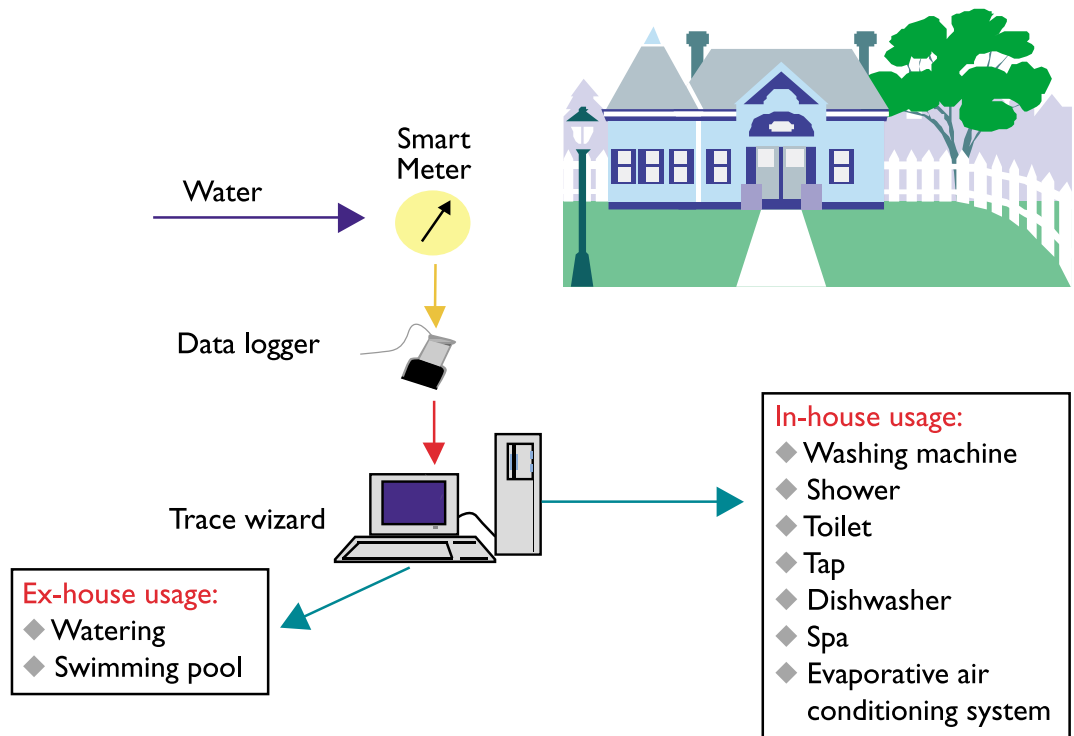 Smart
Meter
Water
Data logger
Trace wizard
In-house usage:
Washing machine
Shower
Toilet
Tap
Dishwasher
Spa
Evaporative air
conditioning system
Ex-house usage:
Watering
Swimming pool